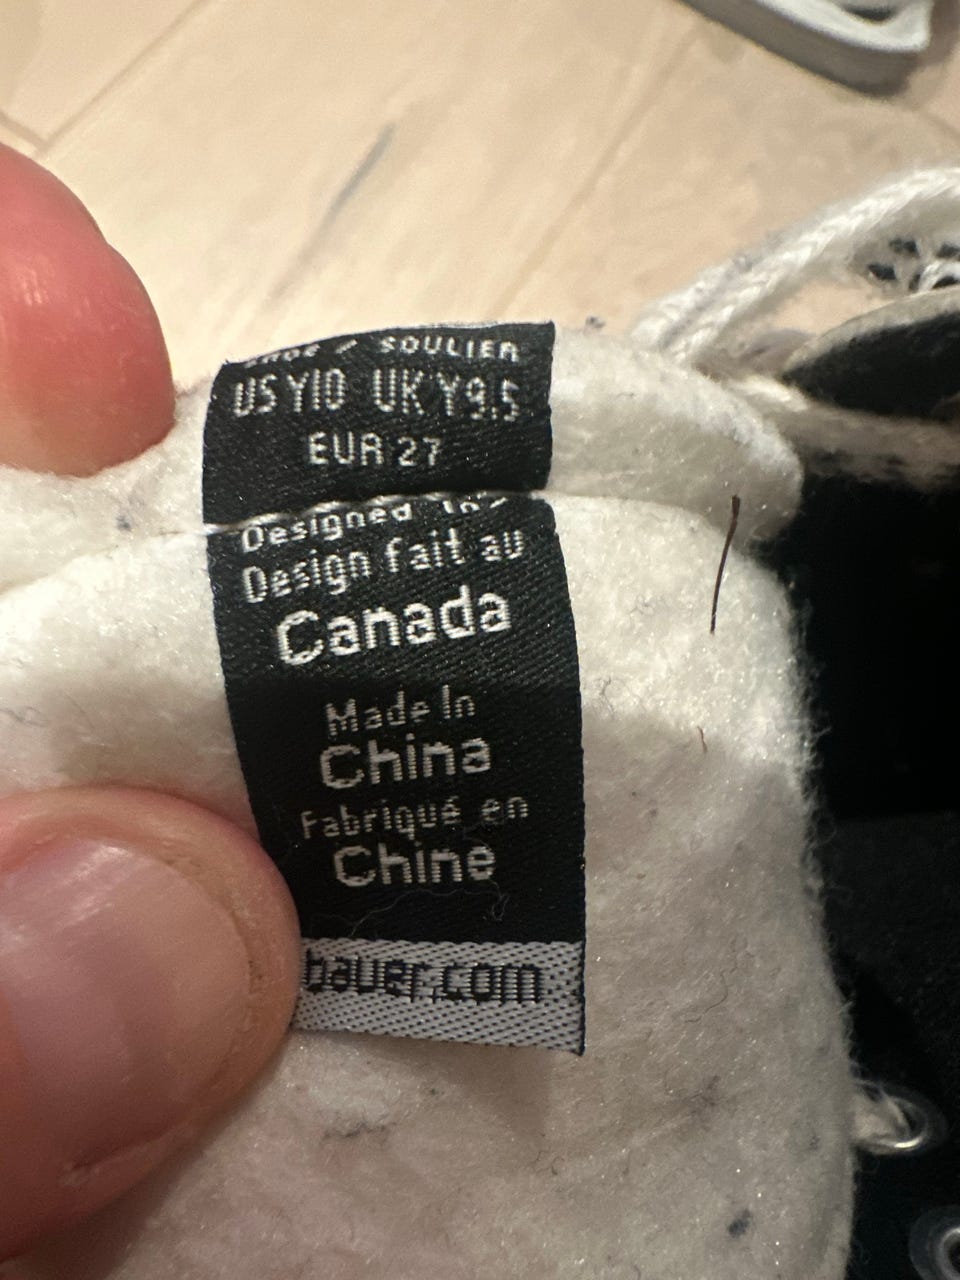 SHOE / SOULIER
US Y10 UK Y9.5
EUR 27
Designed in
Design fait au
Canada
Made In
China
Fabriqué en
Chine
bauer.com